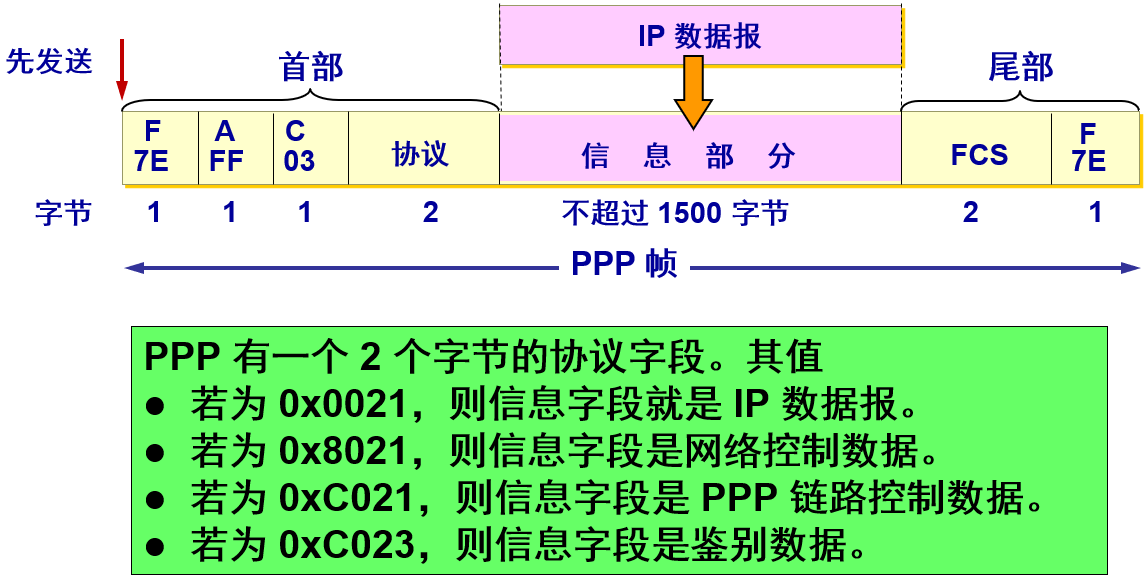 IP 数据报
先发送
首部
尾部
F
7E
A
FF
C
03
协议
信 息 部 分
FCS
F
7E
字节
1
1
1
2
不超过 1500 字节
2
1
PPP 帧
PPP 有一个 2 个字节的协议字段。其值
● 若为 0x0021，则信息字段就是 IP 数据报。
● 若为 0x8021，则信息字段是网络控制数据。
● 若为 0xC021，则信息字段是 PPP 链路控制数据。
● 若为 0xC023，则信息字段是鉴别数据。